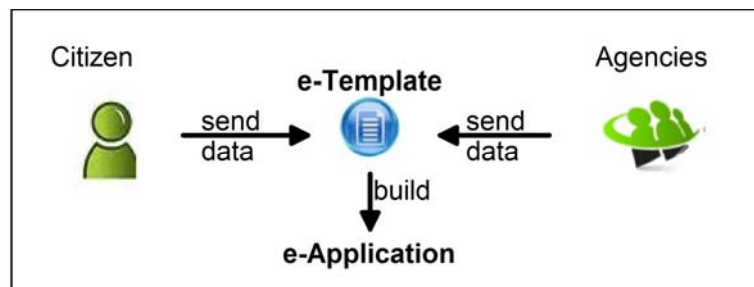 Citizen
Agencies
e-Template
send
data
send
data
build
e-Application